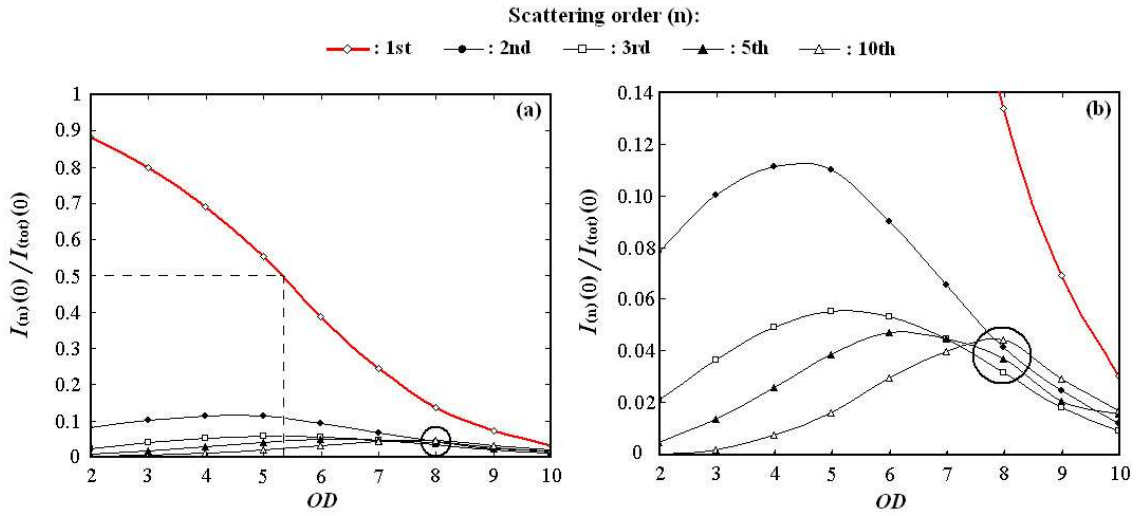 Scattering order (n):
: 1st : 2nd : 3rd : 5th : 10th
(a)
1
0.9
0.8
0.7
0.6
0.5
0.4
0.3
0.2
0.1
0
I(n)(0) / I(tot)(0)
2 3 4 5 6 7 8 9 10
OD
(b)
0.14
0.12
0.10
0.08
0.06
0.04
0.02
0
I(n)(0) / I(tot)(0)
2 3 4 5 6 7 8 9 10
OD